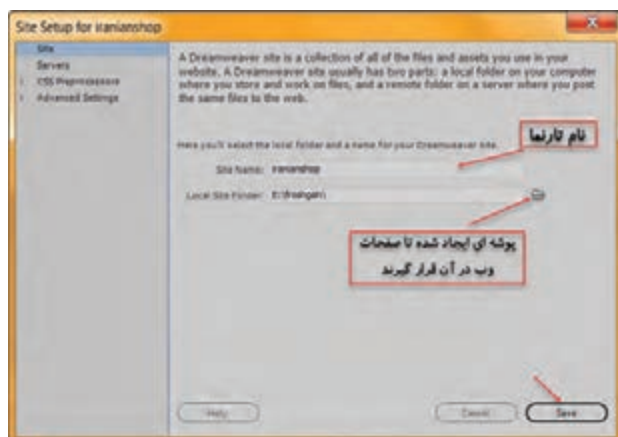 Site Setup for iranianshop
Site
Servers
CSS Preprocessors
Advanced Settings
A Dreamweaver site is a collection of all of the files and assets you use in your
website. A Dreamweaver site usually has two parts: a local folder on your computer
where you store and work on files, and a remote folder on a server where you post
the same files to the web.
Here you'll select the local folder and a name for your Dreamweaver site.
نام تارنما
Site Name: iranianshop
Local Site Folder:
پوشه ای ایجاد شده تا صفحات
وب در آن قرار گیرند
Help
Cancel
Save